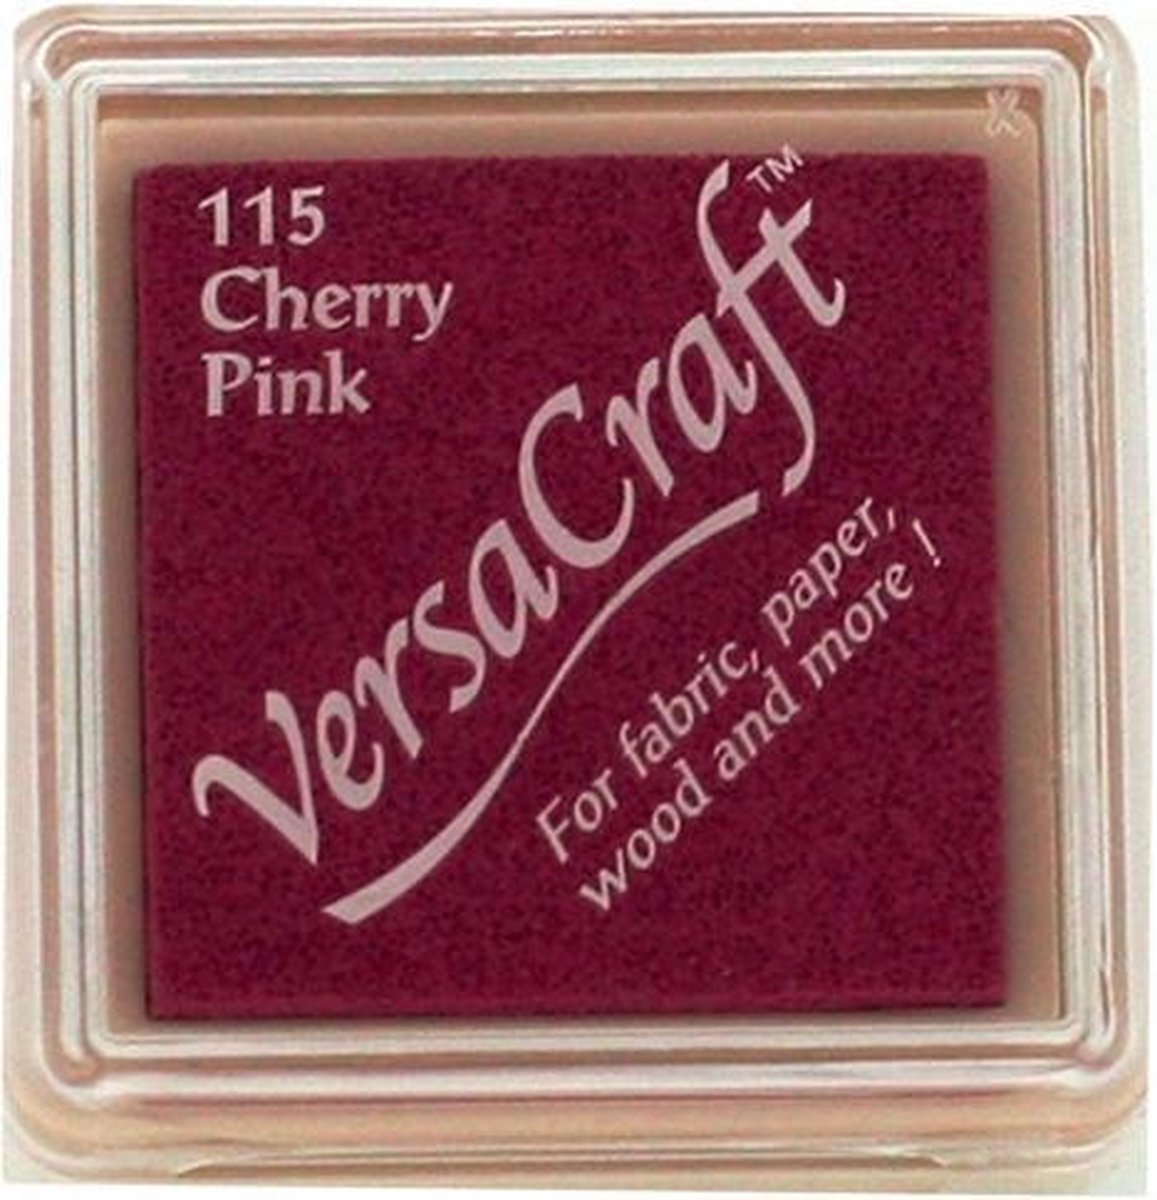 115
Cherry
Pink
VersaCraft™
For fabric, paper,
wood and more !